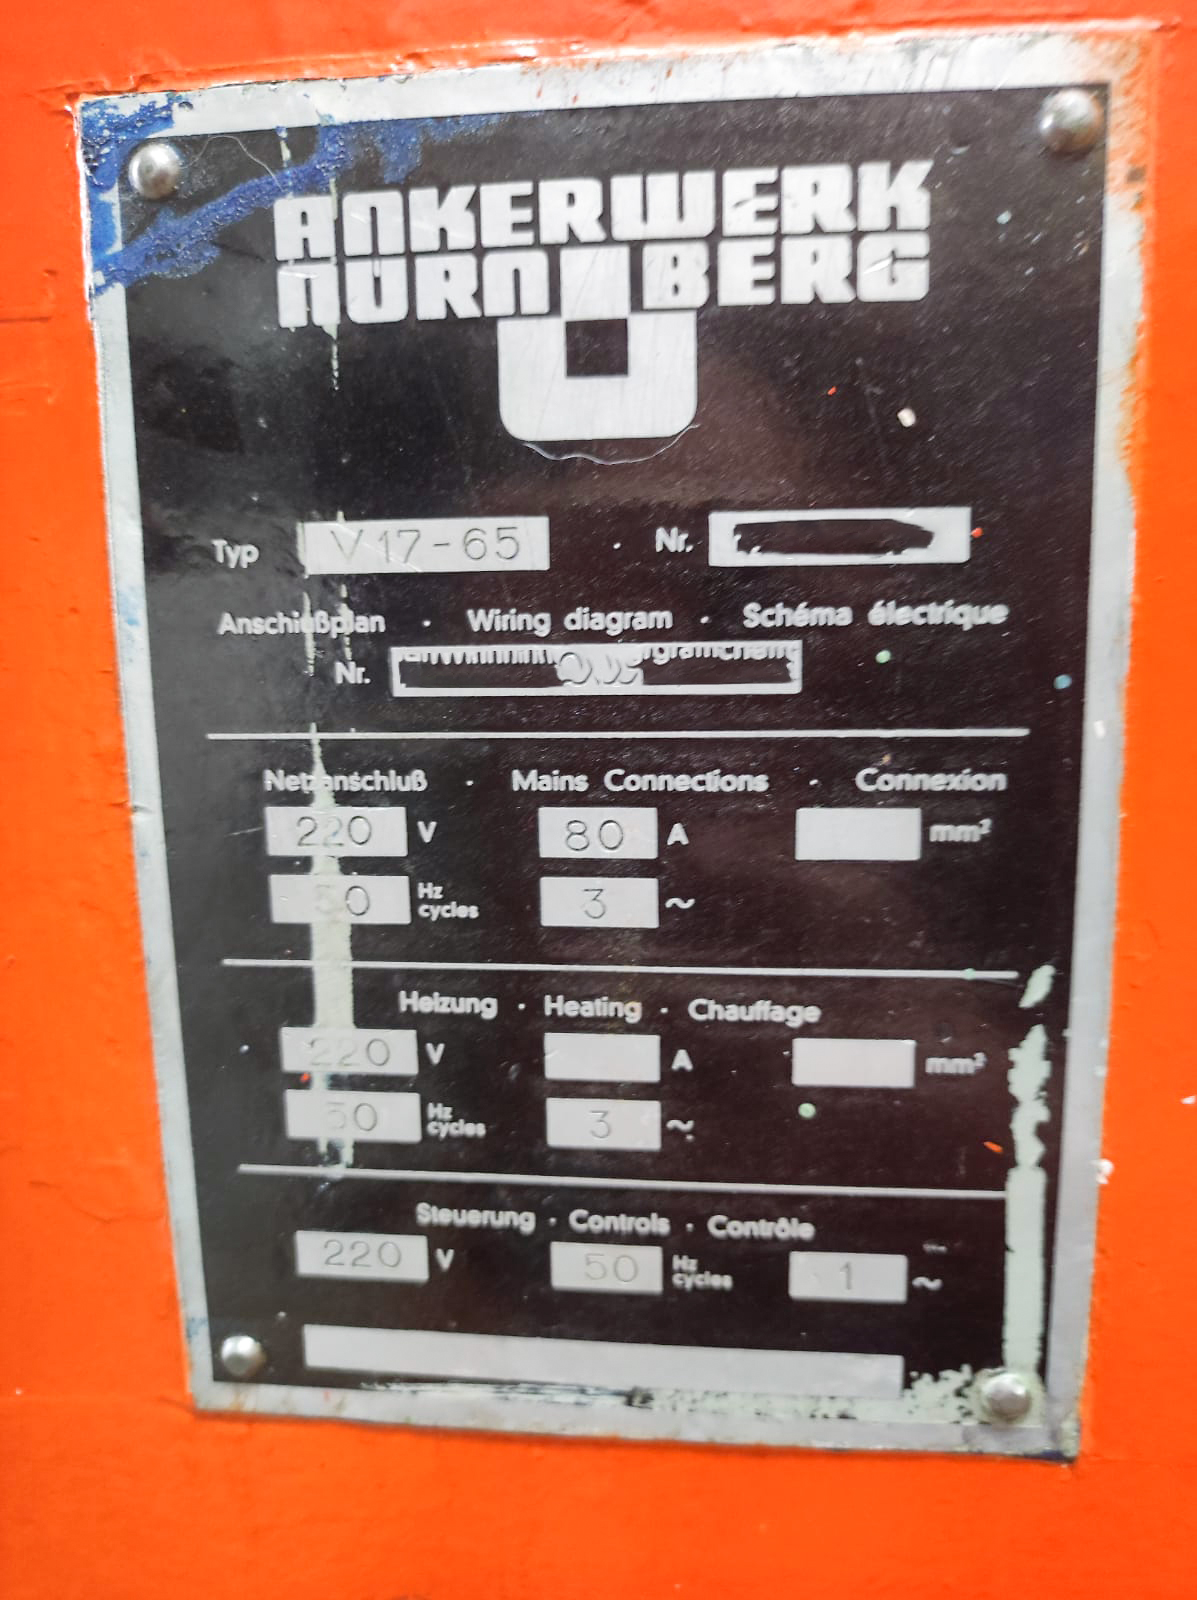 ANKERWERK
NÜRNBERG
Typ V17-65 Nr.
Anschlußplan · Wiring diagram · Schéma électrique
Nr.
Netzanschluß · Mains Connections · Connexion
220 V 80 A mm²
50 Hz cycles 3 ~
Heizung · Heating · Chauffage
220 V A mm²
50 Hz cycles 3 ~
Steuerung · Controls · Contrôle
220 V 50 Hz cycles 1 ~